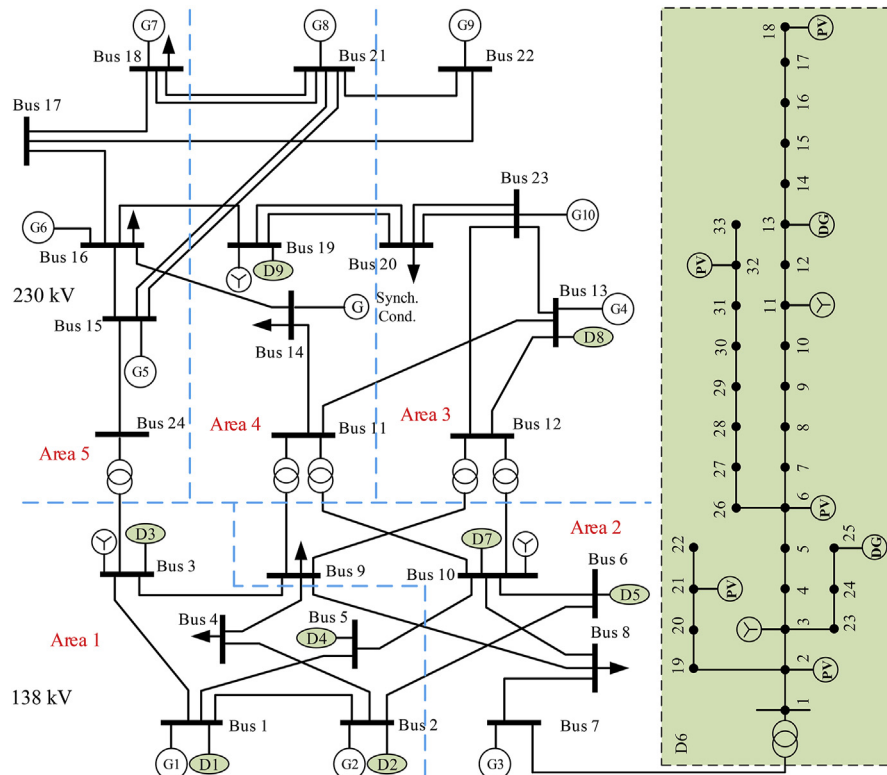 G7
G8
G9
Bus 18
Bus 21
Bus 22
Bus 17
Bus 23
G6
G10
Bus 16
Bus 19
Bus 20
D9
230 kV
Synch.
Cond.
Bus 13
G
G4
Bus 15
Bus 14
D8
G5
Bus 24
Bus 11
Bus 12
Area 5
Area 4
Area 3
Area 2
D3
D7
Bus 3
Bus 9
Bus 10
Bus 6
D5
Area 1
Bus 4
Bus 5
D4
Bus 8
138 kV
Bus 1
Bus 2
Bus 7
G1
D1
G2
D2
G3
18
PV
17
16
15
14
33
13
DG
PV
32
12
31
11
30
10
29
9
28
8
27
7
26
6
PV
22
5
25
DG
21
PV
4
24
20
3
23
19
2
PV
1
D6